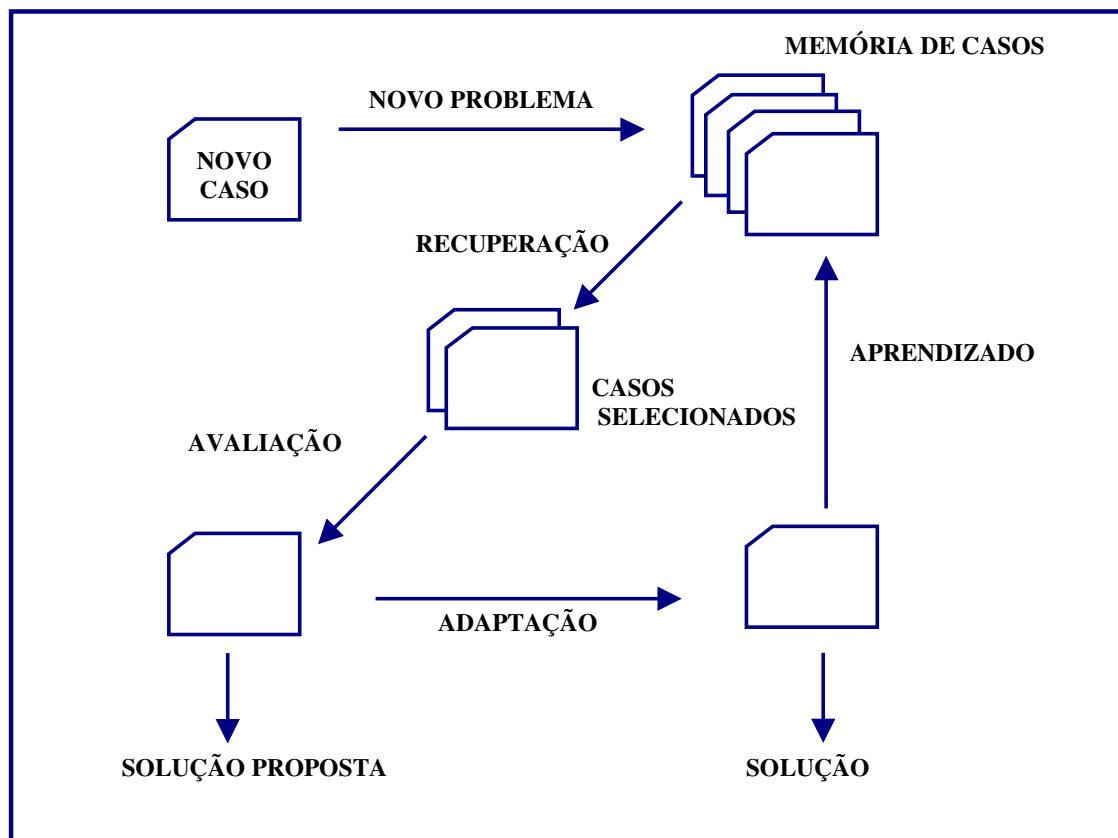 MEMÓRIA DE CASOS
NOVO PROBLEMA
NOVO
CASO
RECUPERAÇÃO
APRENDIZADO
CASOS
SELECIONADOS
AVALIAÇÃO
ADAPTAÇÃO
SOLUÇÃO PROPOSTA
SOLUÇÃO